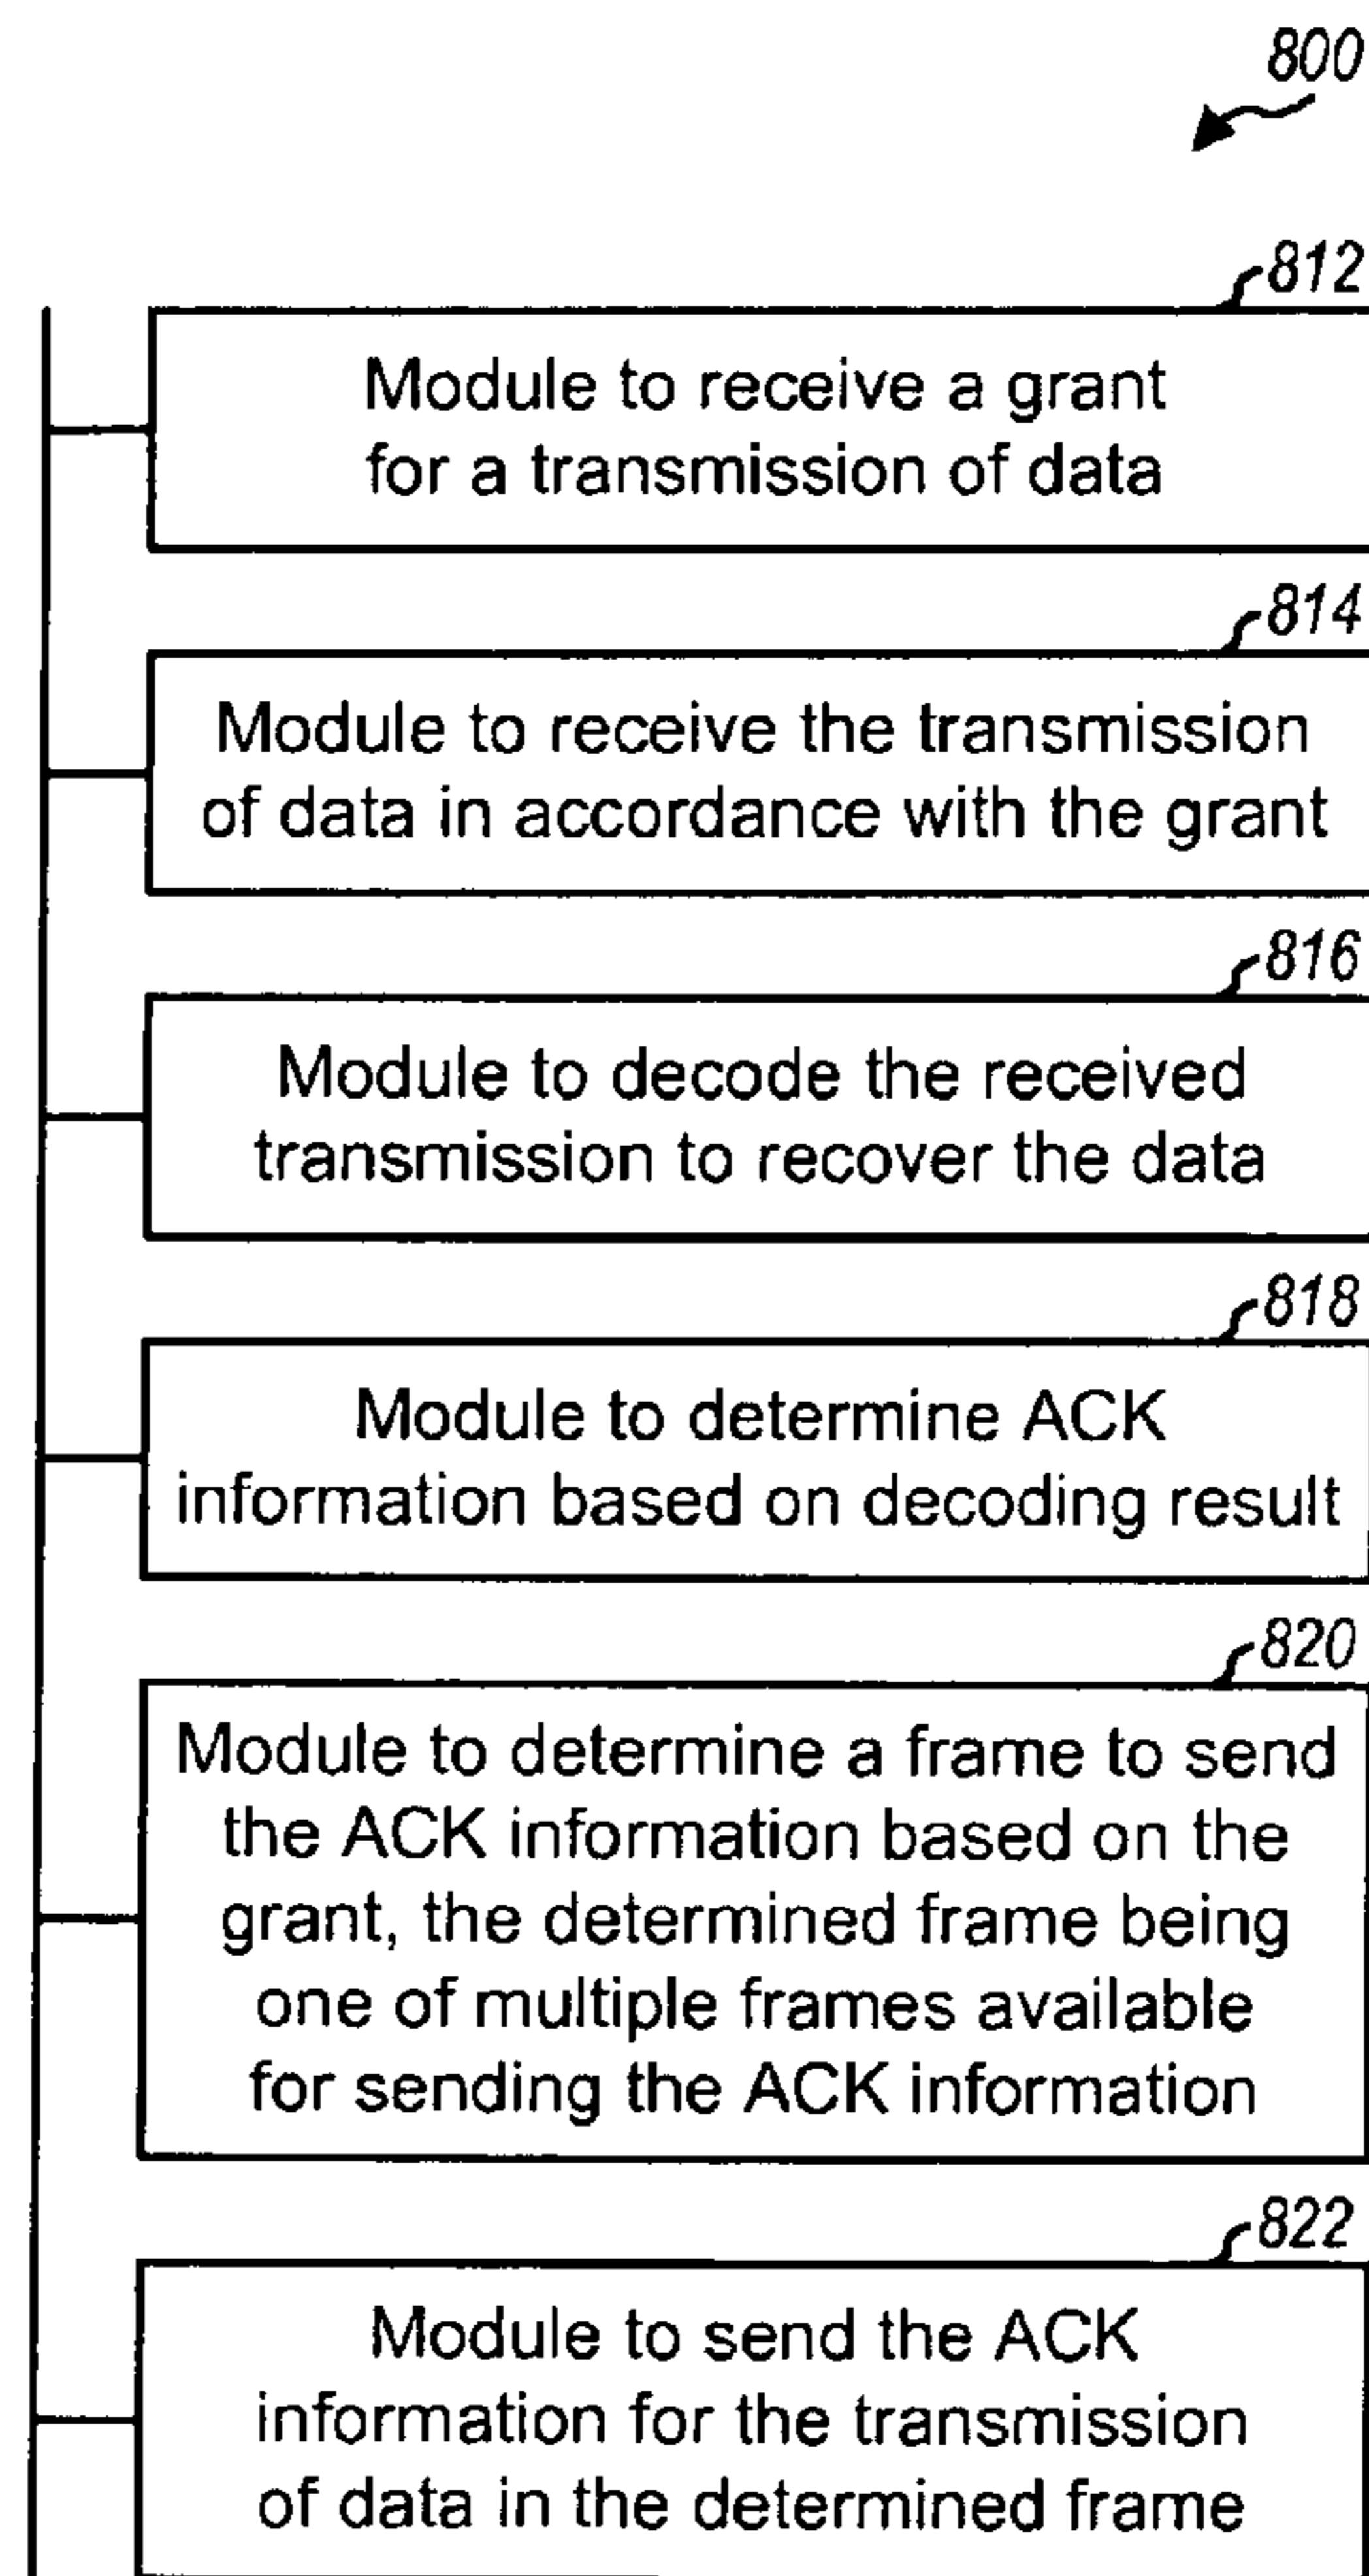 800
812
Module to receive a grant
for a transmission of data
814
Module to receive the transmission
of data in accordance with the grant
816
Module to decode the received
transmission to recover the data
818
Module to determine ACK
information based on decoding result
820
Module to determine a frame to send
the ACK information based on the
grant, the determined frame being
one of multiple frames available
for sending the ACK information
822
Module to send the ACK
information for the transmission
of data in the determined frame